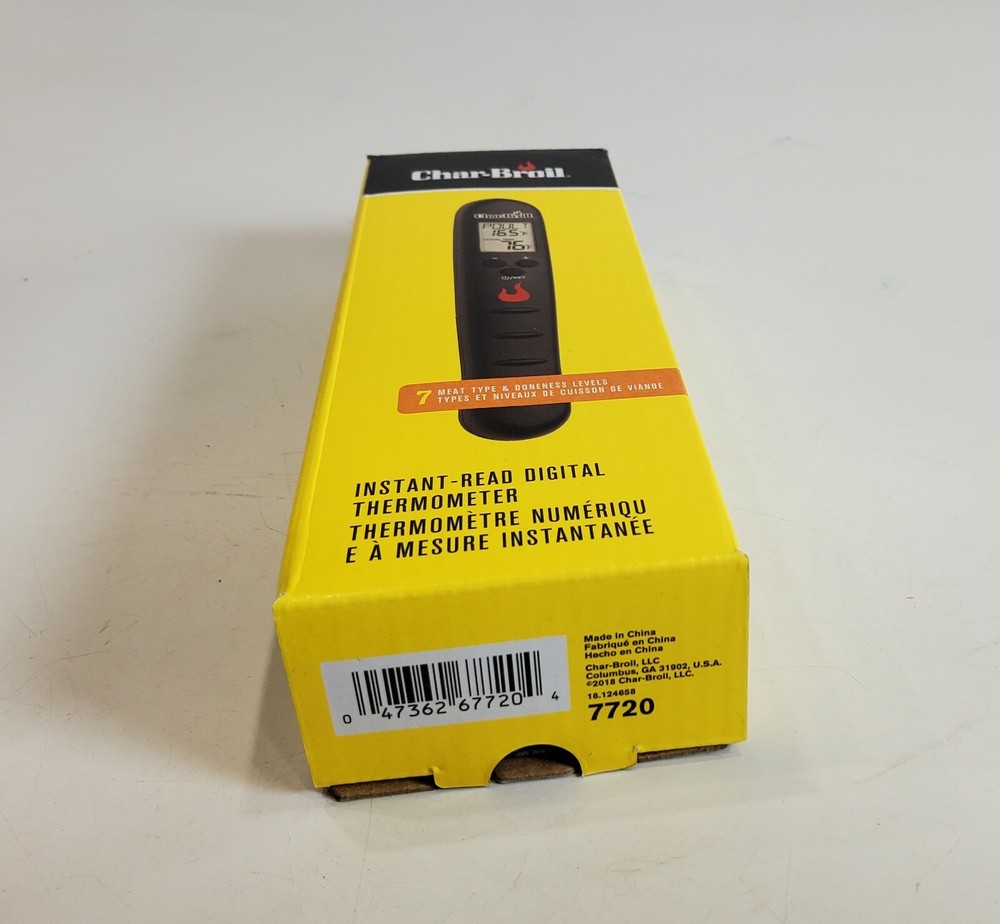 Char-Broil
Char-Broil
POULT
165°F
76°F
7 MEAT TYPE & DONENESS LEVELS
TYPES ET NIVEAUX DE CUISSON DE VIANDE
INSTANT-READ DIGITAL
THERMOMETER
THERMOMÈTRE NUMÉRIQU
E À MESURE INSTANTANÉE
0 47362 67720 4
Made in China
Fabriqué en China
Hecho en China
Char-Broil, LLC
Columbus, GA 31902, U.S.A.
©2018 Char-Broil, LLC.
18.124658
7720